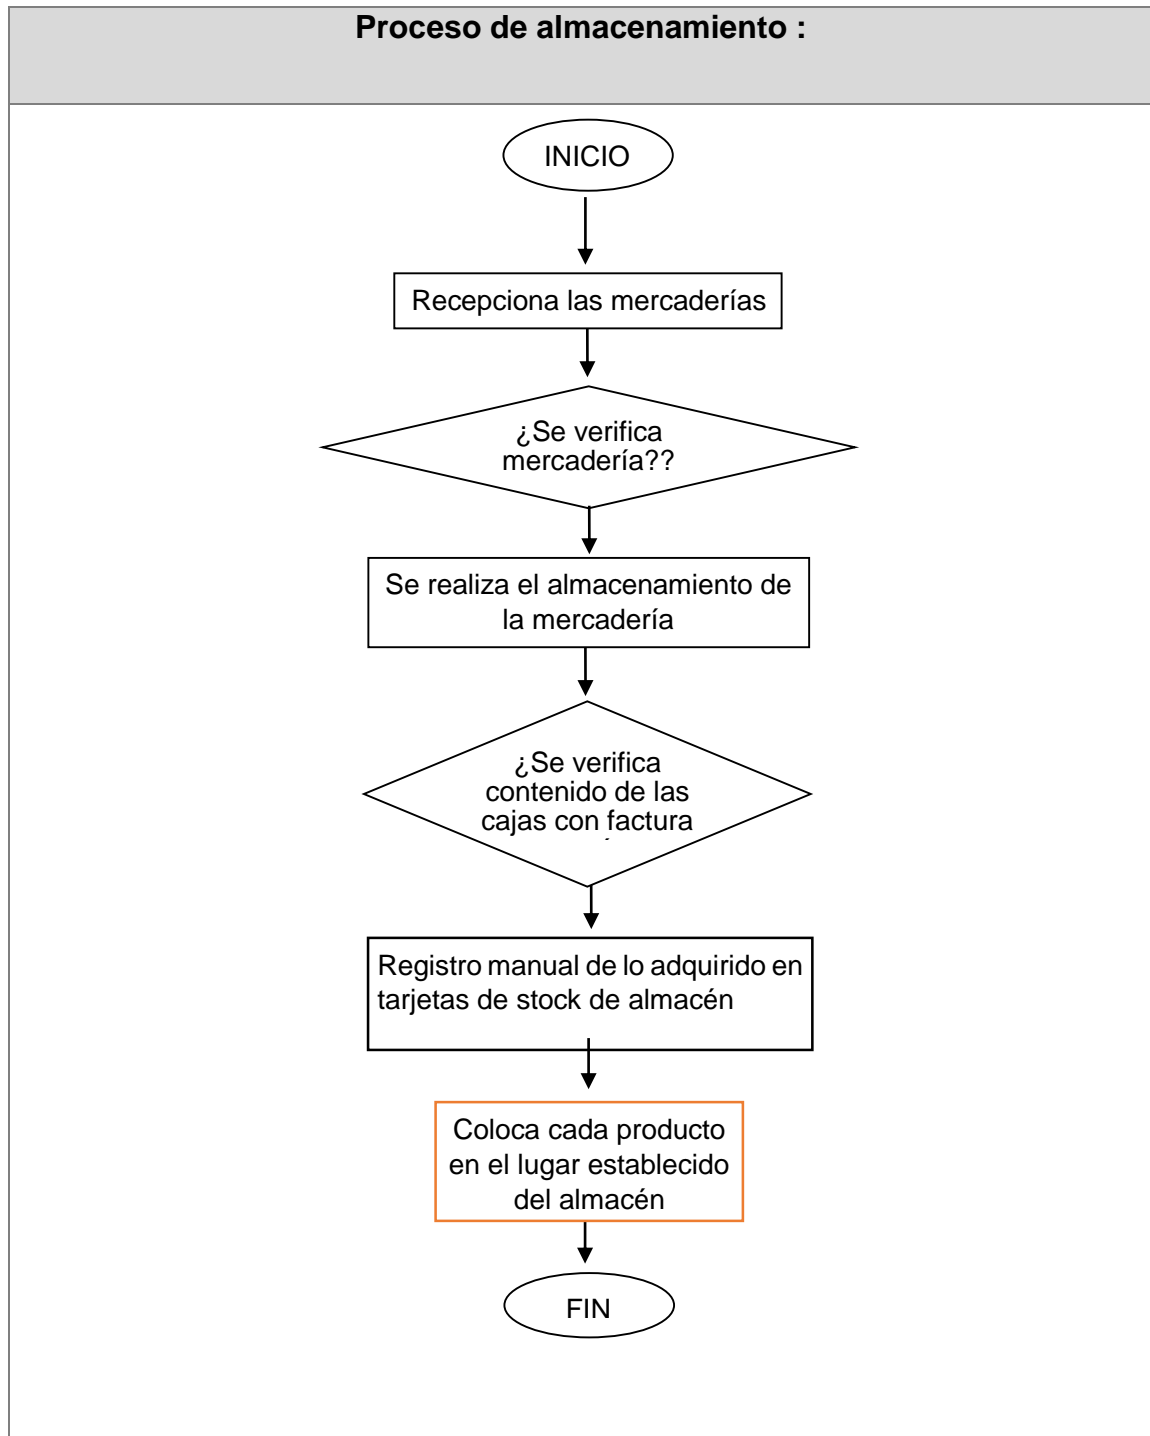 Proceso de almacenamiento :
INICIO
Recepciona las mercaderías
¿Se verifica
mercadería??
Se realiza el almacenamiento de
la mercadería
¿Se verifica
contenido de las
cajas con factura
Registro manual de lo adquirido en
tarjetas de stock de almacén
Coloca cada producto
en el lugar establecido
del almacén
FIN